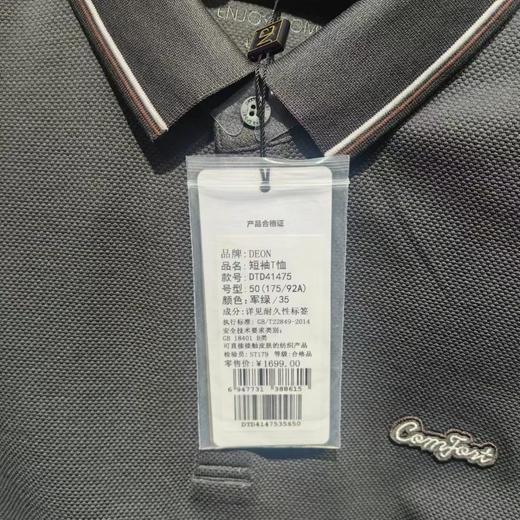 ENJOY
产品合格证
品牌:DEON
品名:短袖T恤
款号:DTD41475
号型:50(175/92A)
颜色:军绿/35
成分:详见耐久性标签
执行标准:GB/T22849-2014
安全技术要求类别:
GB 18401 B类
可直接接触皮肤的纺织产品
检验员:ST179 等级:合格品
零售价:¥1699.00
6 947731 388615
DTD4147535650
Comfort